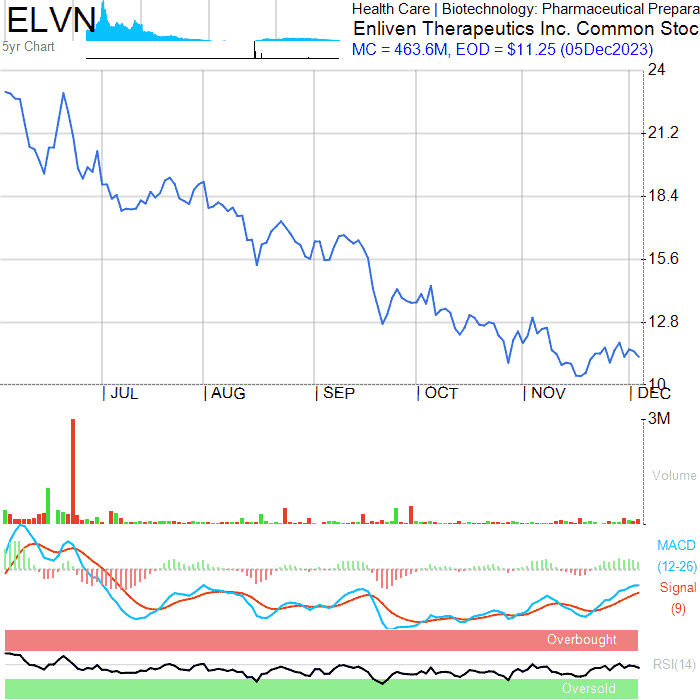 ELVN
5yr Chart
Health Care | Biotechnology: Pharmaceutical Prepara
Enliven Therapeutics Inc. Common Stoc
MC = 463.6M, EOD = $11.25 (05Dec2023)
24
21.2
18.4
15.6
12.8
10
| JUL | AUG | SEP | OCT | NOV | DEC
3M
Volume
MACD
(12-26)
Signal
(9)
Overbought
RSI(14)
Oversold